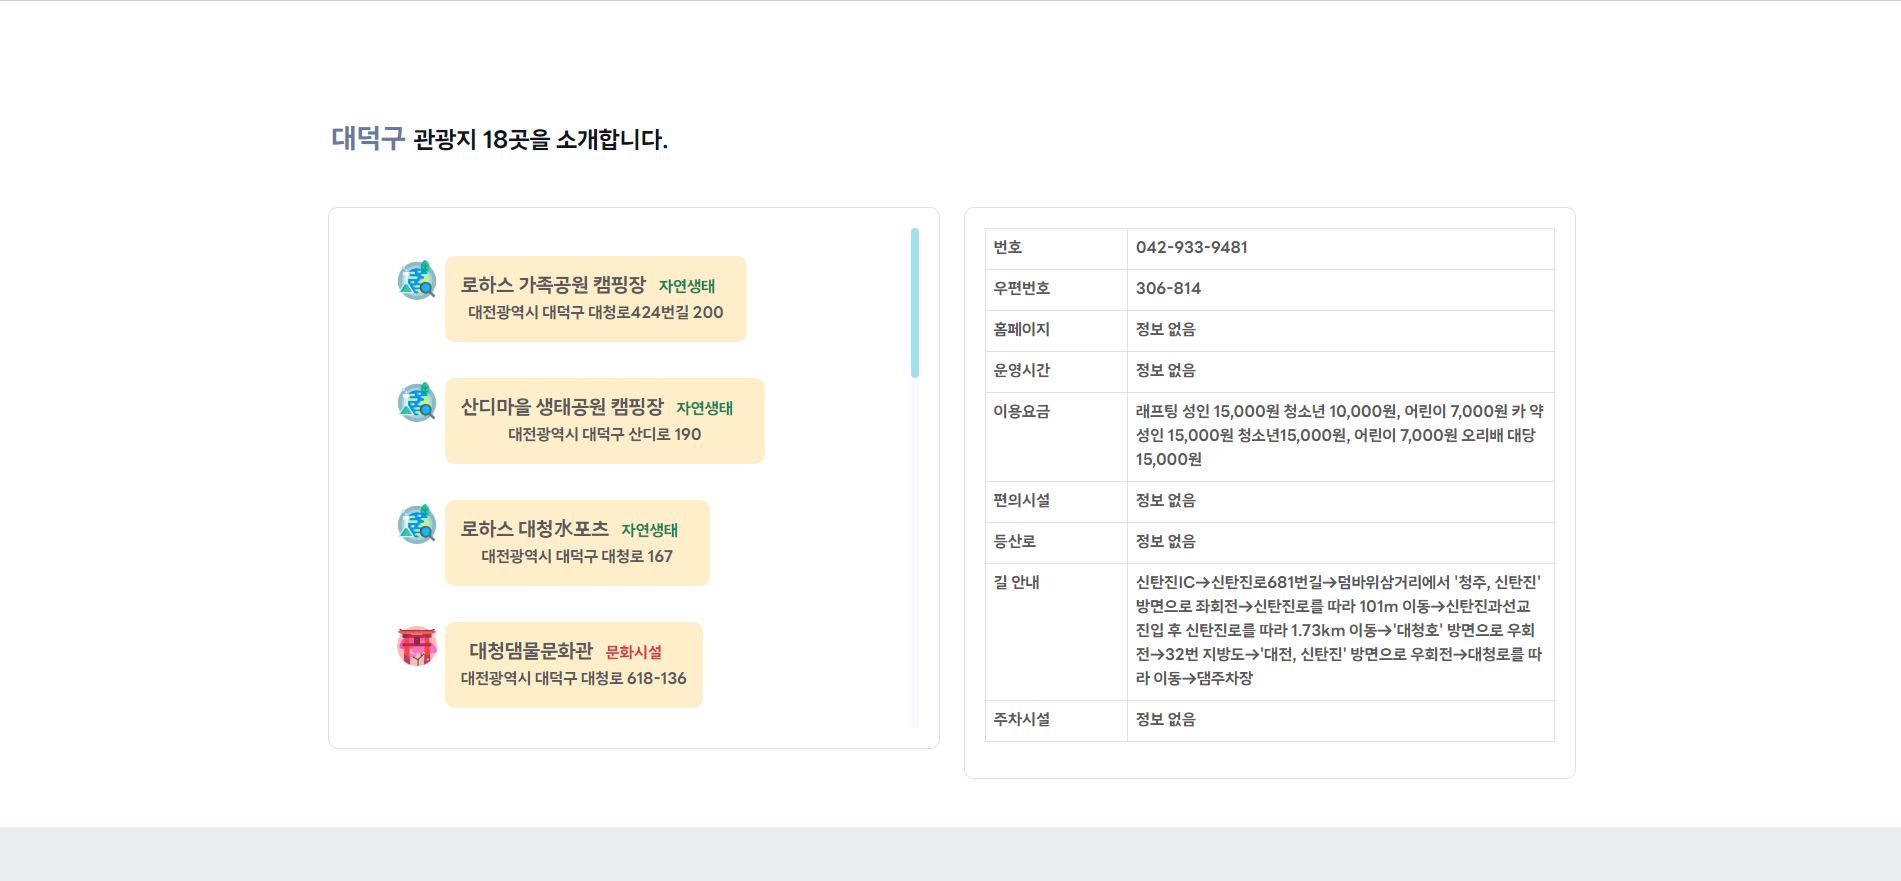 대덕구 관광지 18곳을 소개합니다.
로하스 가족공원 캠핑장 자연생태
대전광역시 대덕구 대청로424번길 200
산디마을 생태공원 캠핑장 자연생태
대전광역시 대덕구 산디로 190
로하스 대청水포츠 자연생태
대전광역시 대덕구 대청로 167
대청댐물문화관 문화시설
대전광역시 대덕구 대청로 618-136
번호 042-933-9481
우편번호 306-814
홈페이지 정보 없음
운영시간 정보 없음
이용요금 래프팅 성인 15,000원 청소년 10,000원, 어린이 7,000원 카 약
성인 15,000원 청소년15,000원, 어린이 7,000원 오리배 대당
15,000원
편의시설 정보 없음
등산로 정보 없음
길 안내 신탄진IC→신탄진로681번길→덤바위삼거리에서 '청주, 신탄진'
방면으로 좌회전→신탄진로를 따라 101m 이동→신탄진과선교
진입 후 신탄진로를 따라 1.73km 이동→'대청호' 방면으로 우회
전→32번 지방도→'대전, 신탄진' 방면으로 우회전→대청로를 따
라 이동→댐주차장
주차시설 정보 없음